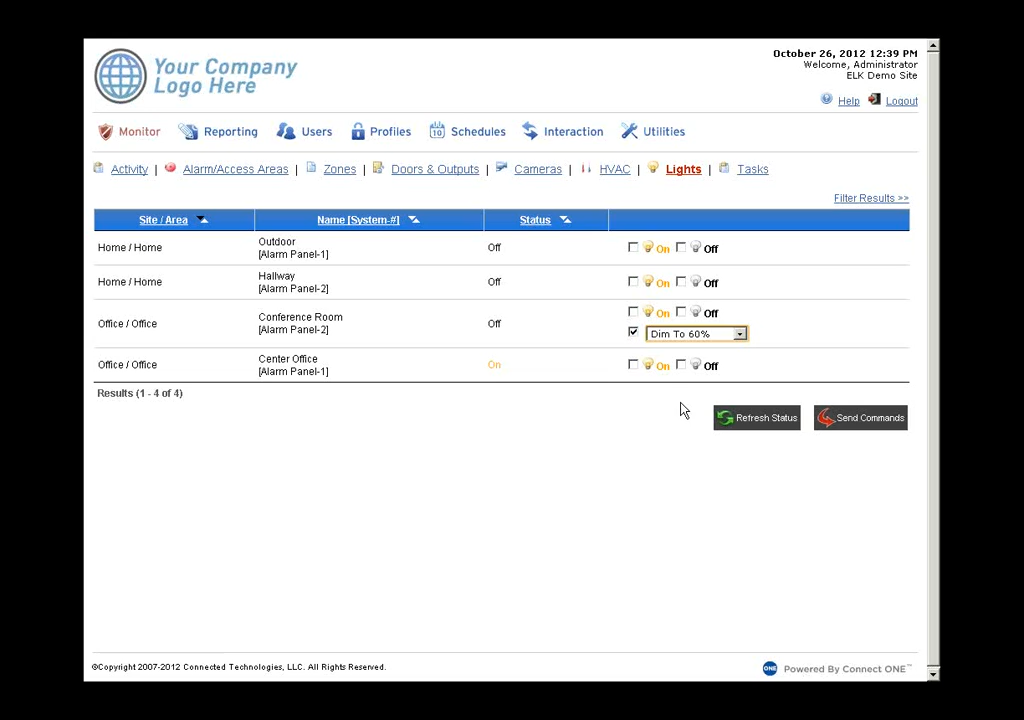 Your Company
Logo Here
October 26, 2012 12:39 PM
Welcome, Administrator
ELK Demo Site
Help Logout
Monitor Reporting Users Profiles 10 Schedules Interaction Utilities
Activity | Alarm/Access Areas | Zones | Doors & Outputs | Cameras | HVAC | Lights | Tasks
Filter Results >>
Site / Area Name [System-#] Status
Home / Home Outdoor [Alarm Panel-1] Off On Off
Home / Home Hallway [Alarm Panel-2] Off On Off
Office / Office Conference Room [Alarm Panel-2] Off On Off
Dim To 60%
Office / Office Center Office [Alarm Panel-1] On On Off
Results (1 - 4 of 4)
Refresh Status Send Commands
©Copyright 2007-2012 Connected Technologies, LLC. All Rights Reserved.
ONE Powered By Connect ONE™